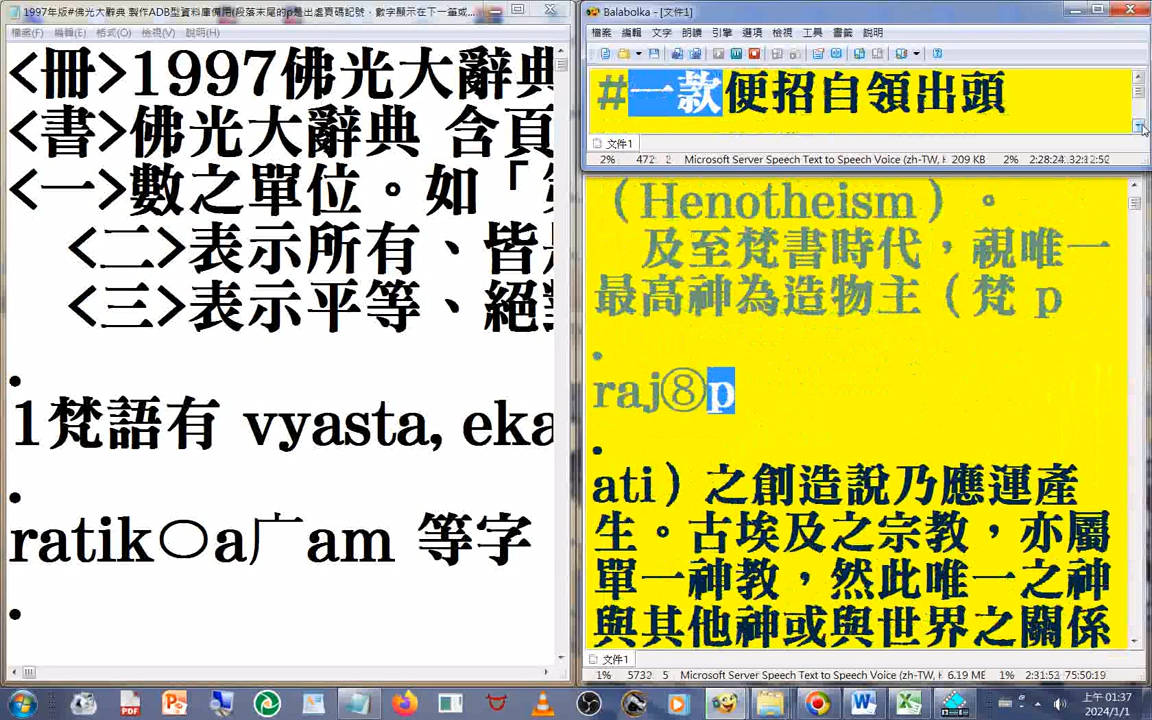 1997年版#佛光大辭典 製作ADB型資料庫備用(段落末尾的p是出處頁碼記號，數字顯示在下一筆或...
檔案(F) 編輯(E) 格式(O) 檢視(V) 說明(H)
<冊>1997佛光大辭典
<書>佛光大辭典 含頁
<一>數之單位。如「
<二>表示所有、皆
<三>表示平等、絕
.
1梵語有 vyasta, eka
.
ratik〇a广am 等字
.
Balabolka - [文件1]
檔案 編輯 文字 朗讀 引擎 選項 檢視 工具 書籤 說明
#一款便招自領出頭
文件1
2% 472: 2 Microsoft Server Speech Text to Speech Voice (zh-TW, H 209 KB 2% 2:28:24..32:12:52
（Henotheism）。
及至梵書時代，視唯一
最高神為造物主（梵 p
.
raj⑧p
.
ati）之創造說乃應運產
生。古埃及之宗教，亦屬
單一神教，然此唯一之神
與其他神或與世界之關係
文件1
1% 5732: 5 Microsoft Server Speech Text to Speech Voice (zh-TW, H 6.19 MB 1% 2:31:53..75:50:19
上午 01:37
2024/1/1